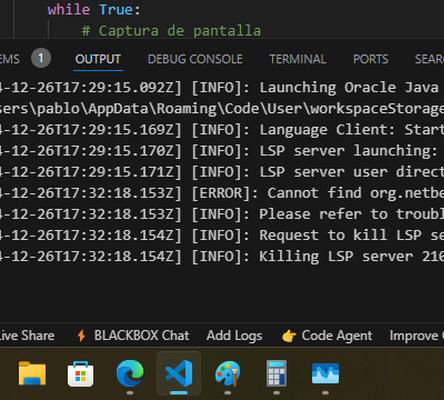 while True:
# Captura de pantalla
EMS 1 OUTPUT DEBUG CONSOLE TERMINAL PORTS SEAR
4-12-26T17:29:15.092Z] [INFO]: Launching Oracle Java
sers\pablo\AppData\Roaming\Code\User\workspaceStorage
4-12-26T17:29:15.169Z] [INFO]: Language Client: Start
4-12-26T17:29:15.170Z] [INFO]: LSP server launching:
4-12-26T17:29:15.171Z] [INFO]: LSP server user direct
4-12-26T17:32:18.153Z] [ERROR]: Cannot find org.netbe
4-12-26T17:32:18.153Z] [INFO]: Please refer to troubl
4-12-26T17:32:18.154Z] [INFO]: Request to kill LSP se
4-12-26T17:32:18.154Z] [INFO]: Killing LSP server 210
Live Share BLACKBOX Chat Add Logs Code Agent Improve